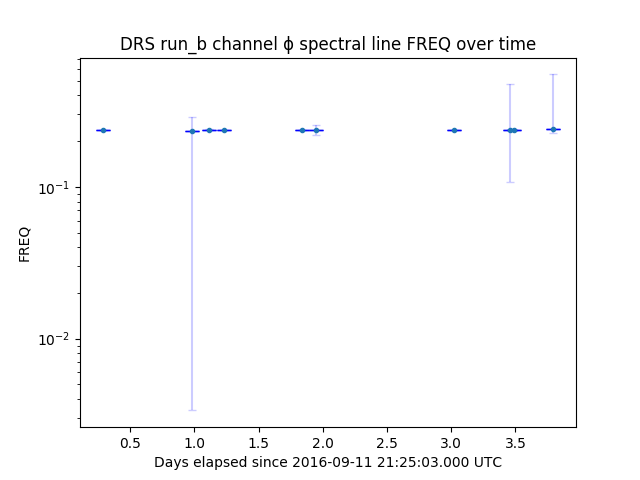 DRS run_b channel ϕ spectral line FREQ over time
FREQ
10⁻¹
10⁻²
0.5 1.0 1.5 2.0 2.5 3.0 3.5
Days elapsed since 2016-09-11 21:25:03.000 UTC